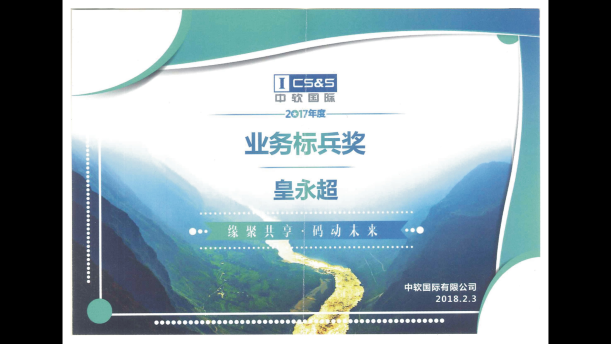 I CS&S
中软国际
2017年度
业务标兵奖
皇永超
缘聚共享·码动未来
中软国际有限公司
2018.2.3